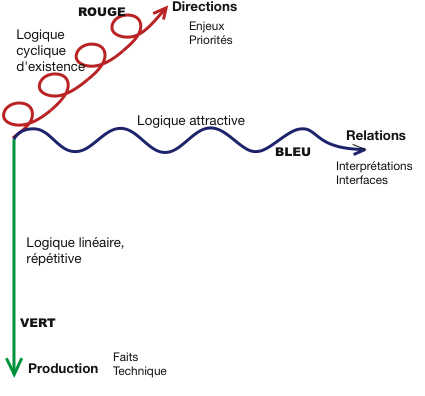 Directions
ROUGE
Enjeux
Priorités
Logique
cyclique
d'existence
Logique attractive
Relations
BLEU
Interprétations
Interfaces
Logique linéaire,
répétitive
VERT
Faits
Production
Technique